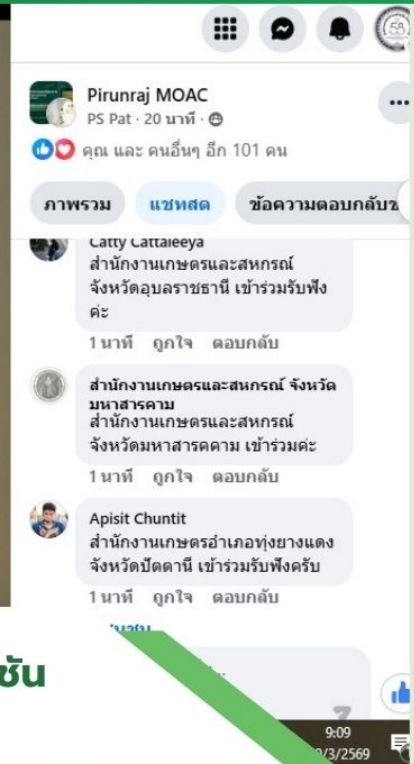 58
Pirunraj MOAC
PS Pat · 20 นาที ·
คุณ และ คนอื่นๆ อีก 101 คน
ภาพรวม แชทสด ข้อความตอบกลับข
Catty Cattaleeya
สำนักงานเกษตรและสหกรณ์
จังหวัดอุบลราชธานี เข้าร่วมรับฟัง
ค่ะ
1 นาที ถูกใจ ตอบกลับ
สำนักงานเกษตรและสหกรณ์ จังหวัด
มหาสารคาม
สำนักงานเกษตรและสหกรณ์
จังหวัดมหาสารคคาม เข้าร่วมค่ะ
1 นาที ถูกใจ ตอบกลับ
Apisit Chuntit
สำนักงานเกษตรอำเภอทุ่งยางแดง
จังหวัดปัตตานี เข้าร่วมรับฟังครับ
1 นาที ถูกใจ ตอบกลับ
ชัน
9:09
/3/2569